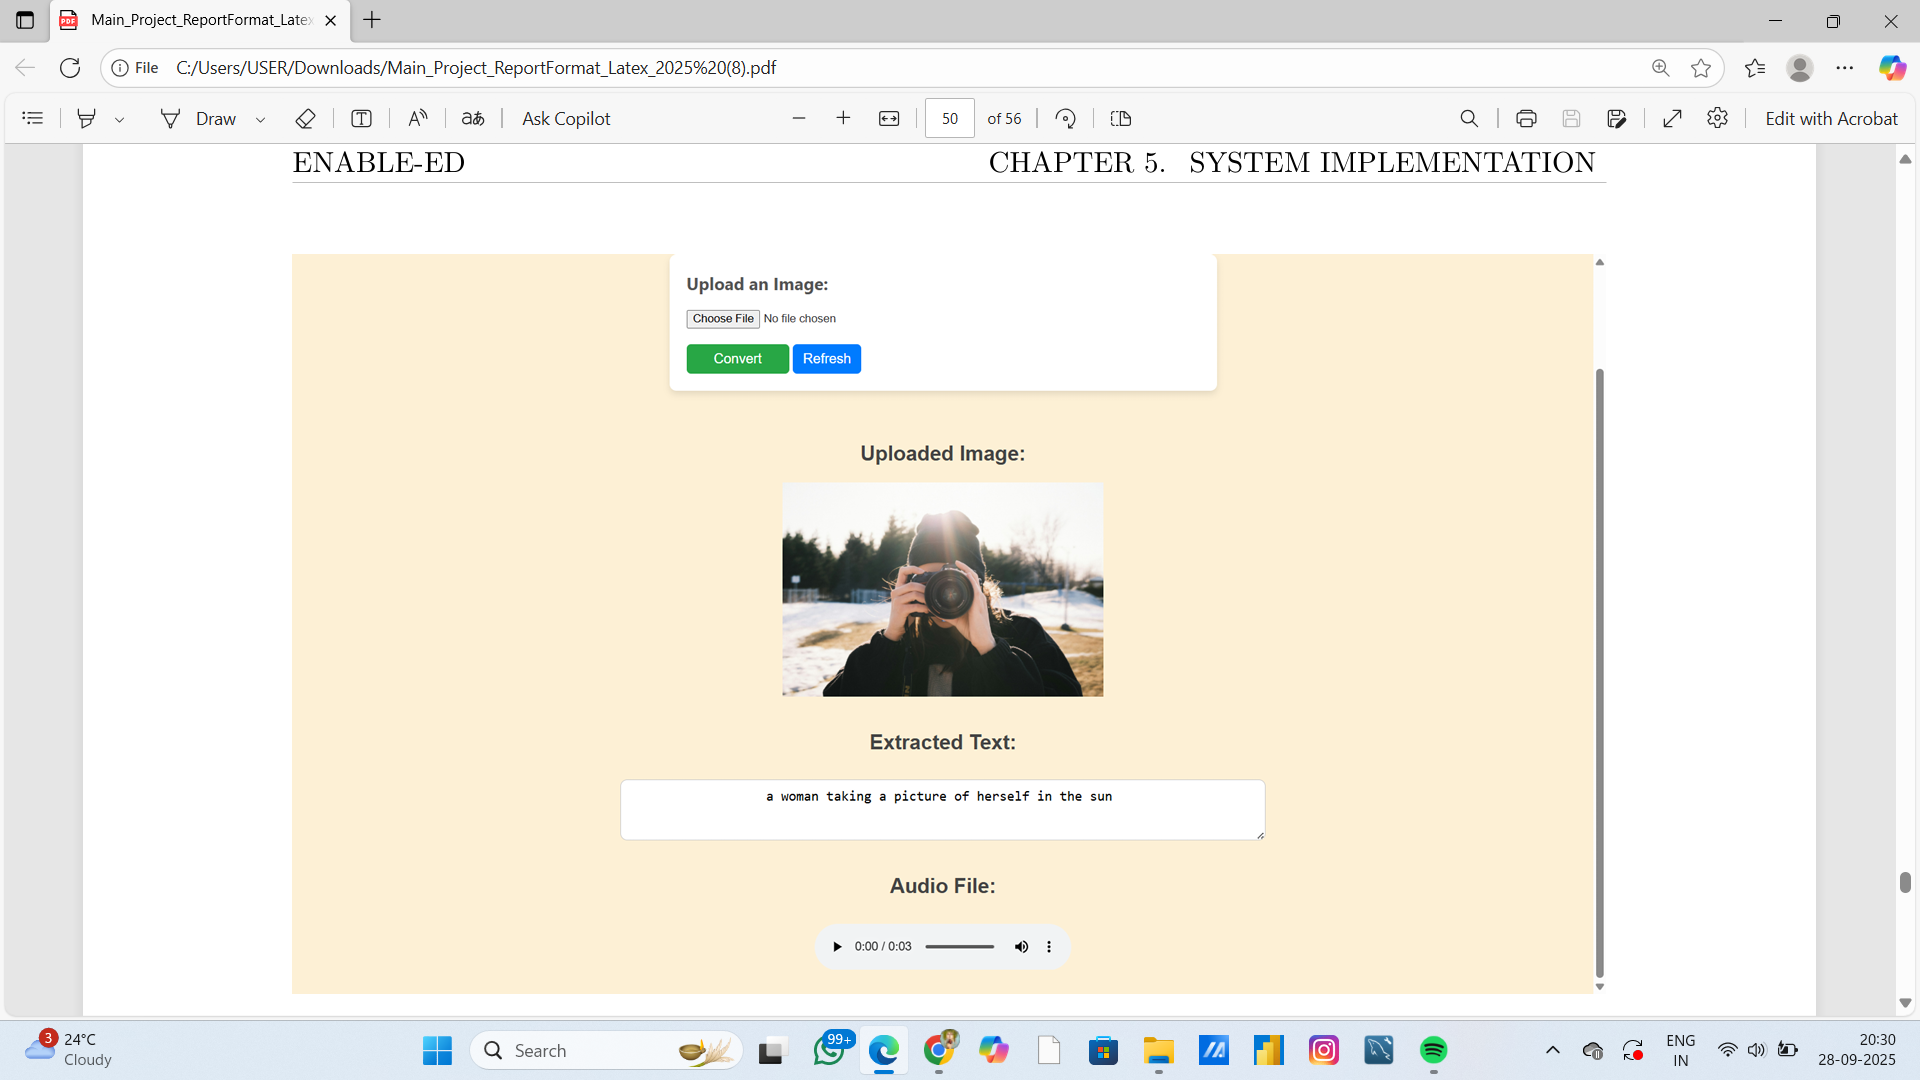 Main_Project_ReportFormat_Late
File C:/Users/USER/Downloads/Main_Project_ReportFormat_Latex_2025%20(8).pdf
Draw Ask Copilot 50 of 56 Edit with Acrobat
ENABLE-ED CHAPTER 5. SYSTEM IMPLEMENTATION
Upload an Image:
Choose File No file chosen
Convert Refresh
Uploaded Image:
Extracted Text:
a woman taking a picture of herself in the sun
Audio File:
0:00 / 0:03
3 24°C
Cloudy
Search
99+
ENG
IN
20:30
28-09-2025